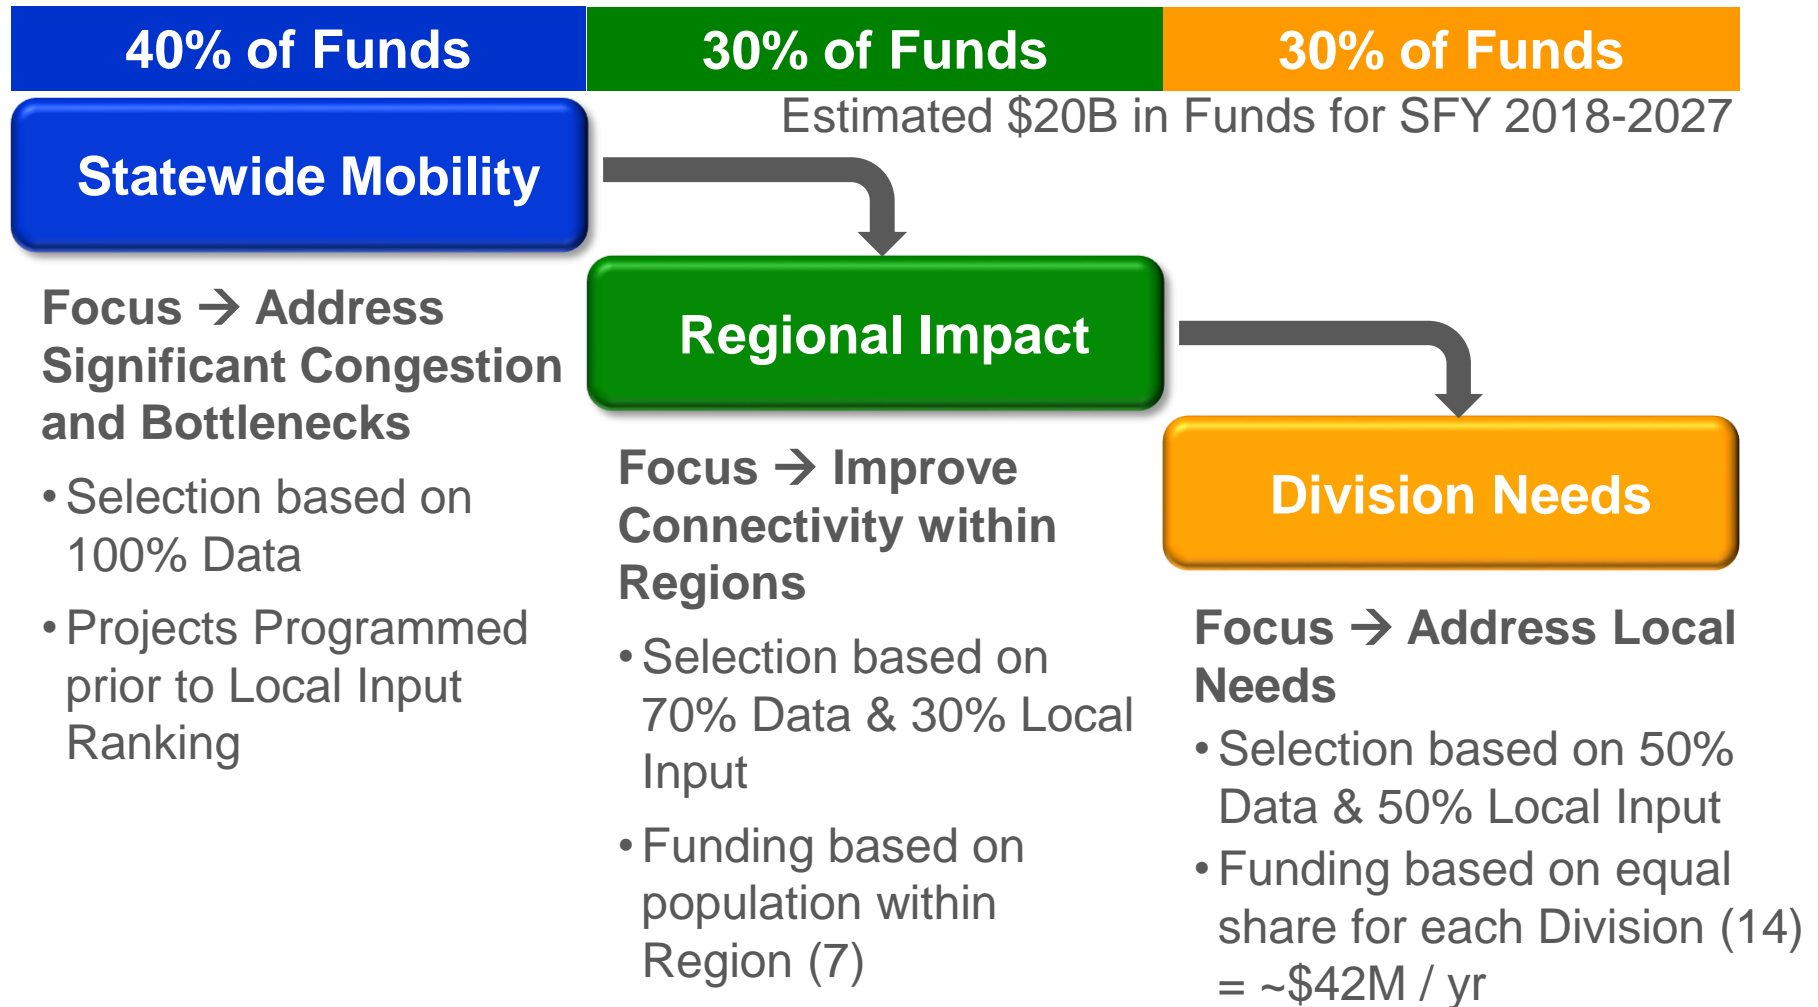 40% of Funds
30% of Funds
30% of Funds
Estimated $20B in Funds for SFY 2018-2027
Statewide Mobility
Focus → Address
Significant Congestion
and Bottlenecks
• Selection based on
100% Data
• Projects Programmed
prior to Local Input
Ranking
Regional Impact
Focus → Improve
Connectivity within
Regions
• Selection based on
70% Data & 30% Local
Input
• Funding based on
population within
Region (7)
Division Needs
Focus → Address Local
Needs
• Selection based on 50%
Data & 50% Local Input
• Funding based on equal
share for each Division (14)
= ~$42M / yr